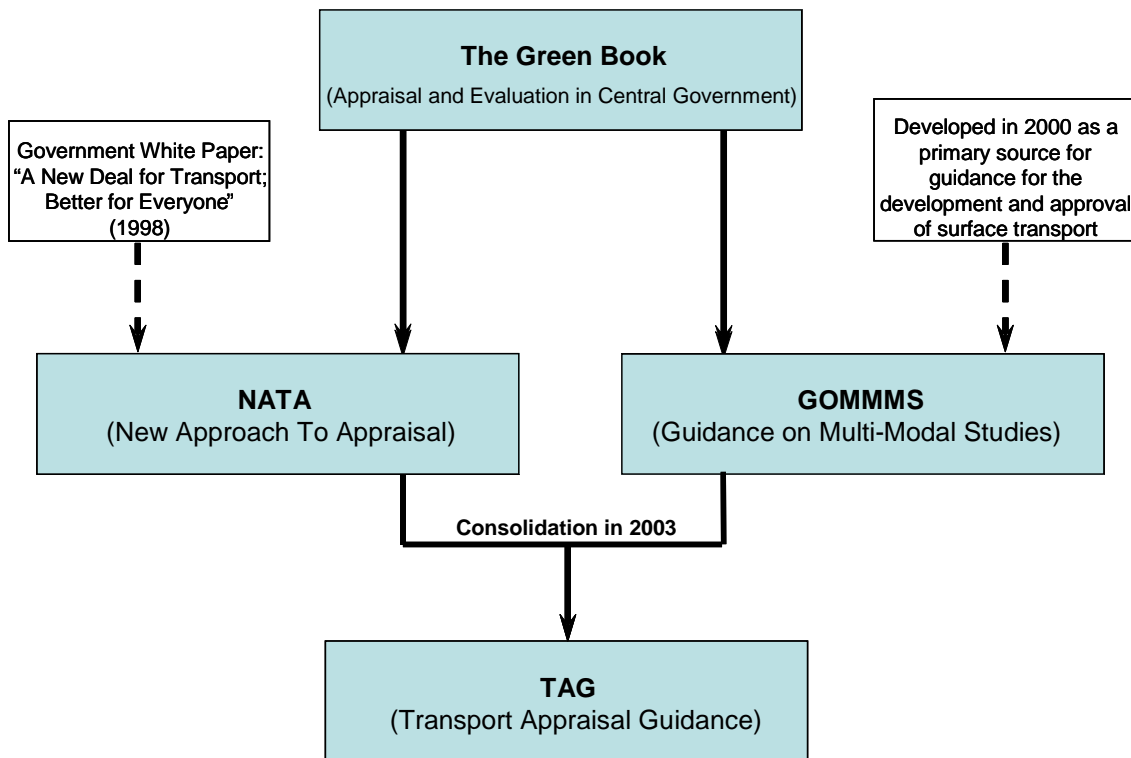 The Green Book
(Appraisal and Evaluation in Central Government)
Government White Paper:
“A New Deal for Transport;
Better for Everyone”
(1998)
Developed in 2000 as a
primary source for
guidance for the
development and approval
of surface transport
NATA
(New Approach To Appraisal)
GOMMMS
(Guidance on Multi-Modal Studies)
Consolidation in 2003
TAG
(Transport Appraisal Guidance)